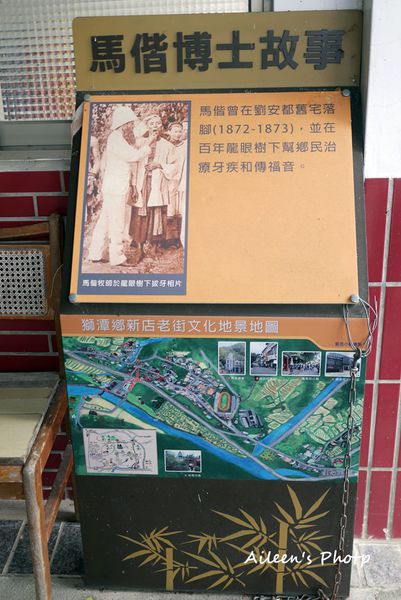 馬偕博士故事
馬偕曾在劉安都舊宅落
腳(1872-1873)，並在
百年龍眼樹下幫鄉民治
療牙疾和傳福音。
馬偕牧師於龍眼樹下拔牙相片
獅潭鄉新店老街文化地景地圖
Aileen's Photp